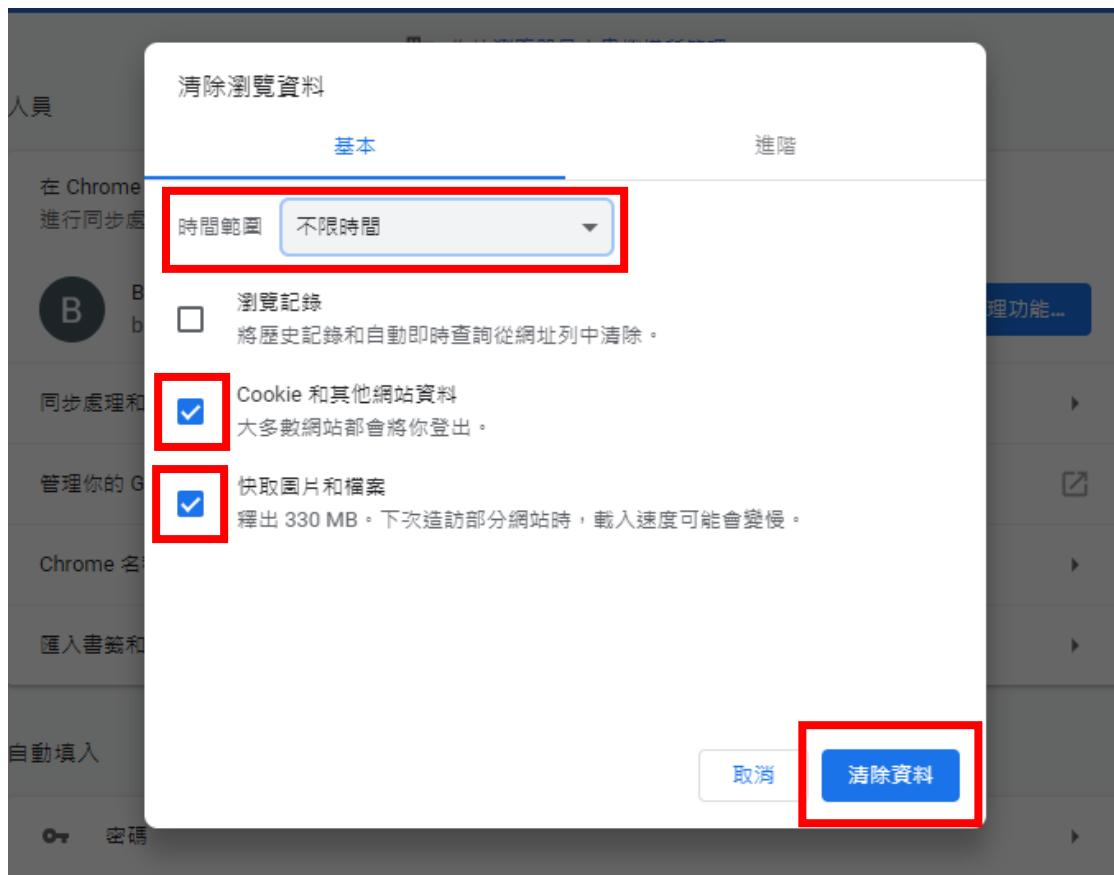 清除瀏覽資料
人員
基本
進階
在 Chrome
進行同步處
時間範圍
不限時間
B
B
b
瀏覽記錄
將歷史記錄和自動即時查詢從網址列中清除。
理功能...
同步處理和
Cookie 和其他網站資料
大多數網站都會將你登出。
管理你的 G
快取圖片和檔案
釋出 330 MB。下次造訪部分網站時，載入速度可能會變慢。
Chrome 名
匯入書籤和
自動填入
取消
清除資料
密碼